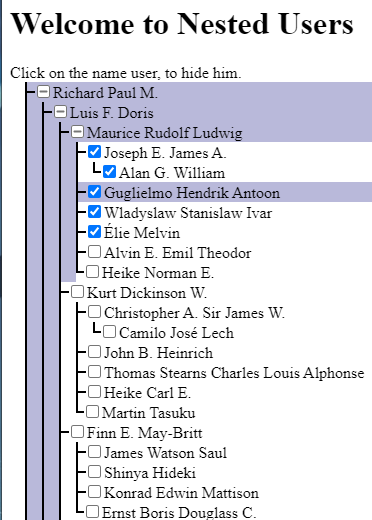 Welcome to Nested Users
Click on the name user, to hide him.
Richard Paul M.
Luis F. Doris
Maurice Rudolf Ludwig
Joseph E. James A.
Alan G. William
Guglielmo Hendrik Antoon
Wladyslaw Stanislaw Ivar
Élie Melvin
Alvin E. Emil Theodor
Heike Norman E.
Kurt Dickinson W.
Christopher A. Sir James W.
Camilo José Lech
John B. Heinrich
Thomas Stearns Charles Louis Alphonse
Heike Carl E.
Martin Tasuku
Finn E. May-Britt
James Watson Saul
Shinya Hideki
Konrad Edwin Mattison
Ernst Boris Douglass C.